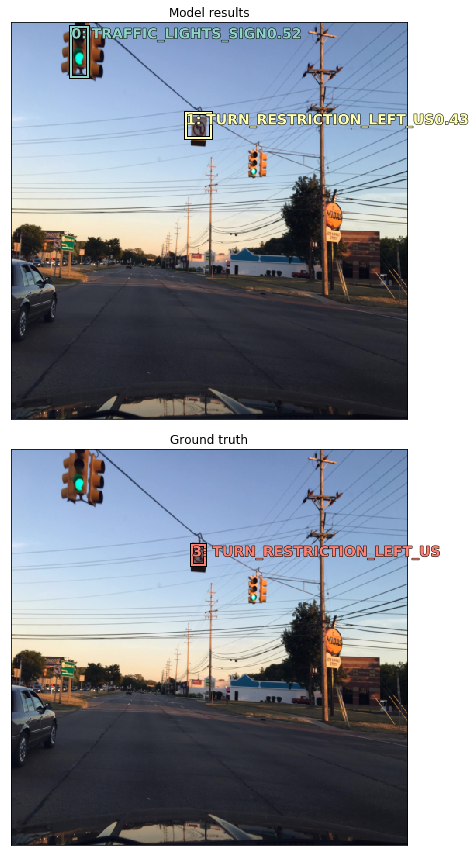 Model results
0: TRAFFIC_LIGHTS_SIGN0.52
1: TURN_RESTRICTION_LEFT_US0.43
Ground truth
3: TURN_RESTRICTION_LEFT_US